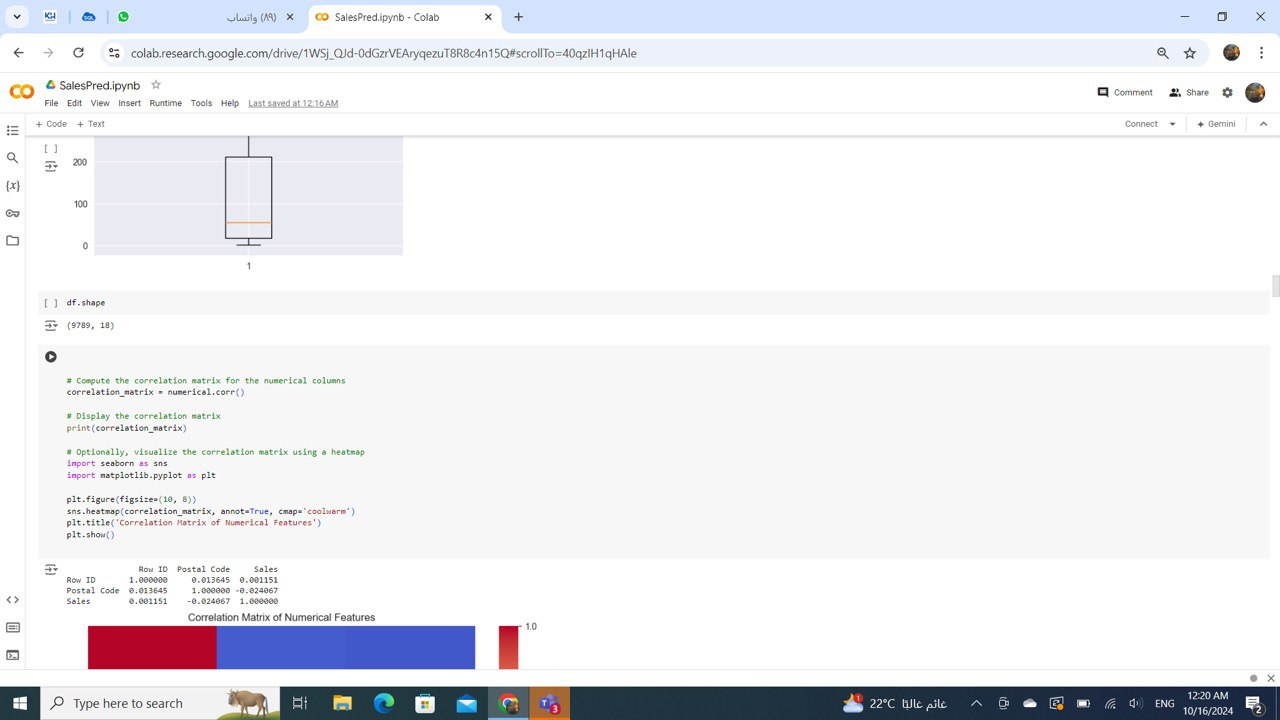 (٨٩) واتساب
SalesPred.ipynb - Colab
colab.research.google.com/drive/1WSj_QJd-0dGzrVEAryqezuT8R8c4n15Q#scrollTo=40qzIH1qHAle
SalesPred.ipynb
Comment
Share
File Edit View Insert Runtime Tools Help Last saved at 12:16 AM
+ Code + Text
Connect
Gemini
[ ]
200
100
0
1
[ ] df.shape
(9789, 18)
# Compute the correlation matrix for the numerical columns
correlation_matrix = numerical.corr()
# Display the correlation matrix
print(correlation_matrix)
# Optionally, visualize the correlation matrix using a heatmap
import seaborn as sns
import matplotlib.pyplot as plt
plt.figure(figsize=(10, 8))
sns.heatmap(correlation_matrix, annot=True, cmap='coolwarm')
plt.title('Correlation Matrix of Numerical Features')
plt.show()
Row ID Postal Code Sales
Row ID 1.000000 0.013645 0.001151
Postal Code 0.013645 1.000000 -0.024067
Sales 0.001151 -0.024067 1.000000
Correlation Matrix of Numerical Features
1.0
Type here to search
3
1
22°C غائم غالبًا
ENG
12:20 AM
10/16/2024
2